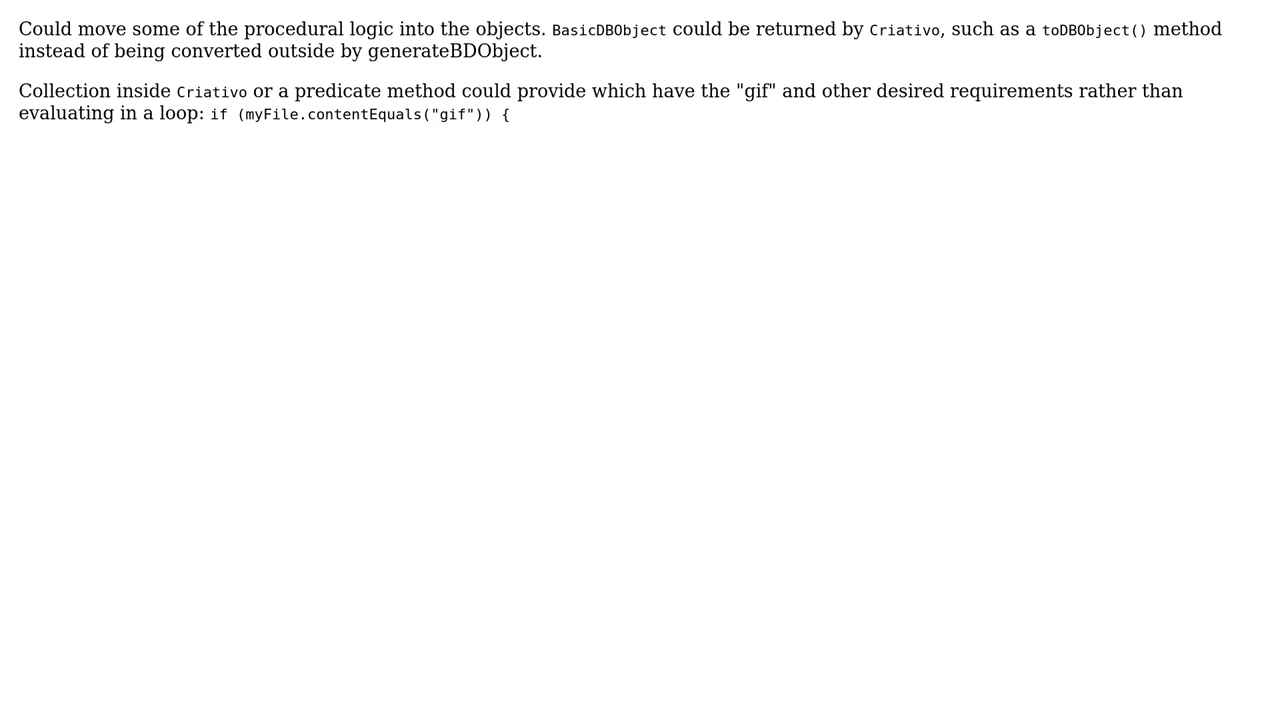 Could move some of the procedural logic into the objects. BasicDBObject could be returned by Criativo, such as a toDBObject() method
instead of being converted outside by generateBDObject.
Collection inside Criativo or a predicate method could provide which have the "gif" and other desired requirements rather than
evaluating in a loop: if (myFile.contentEquals("gif")) {